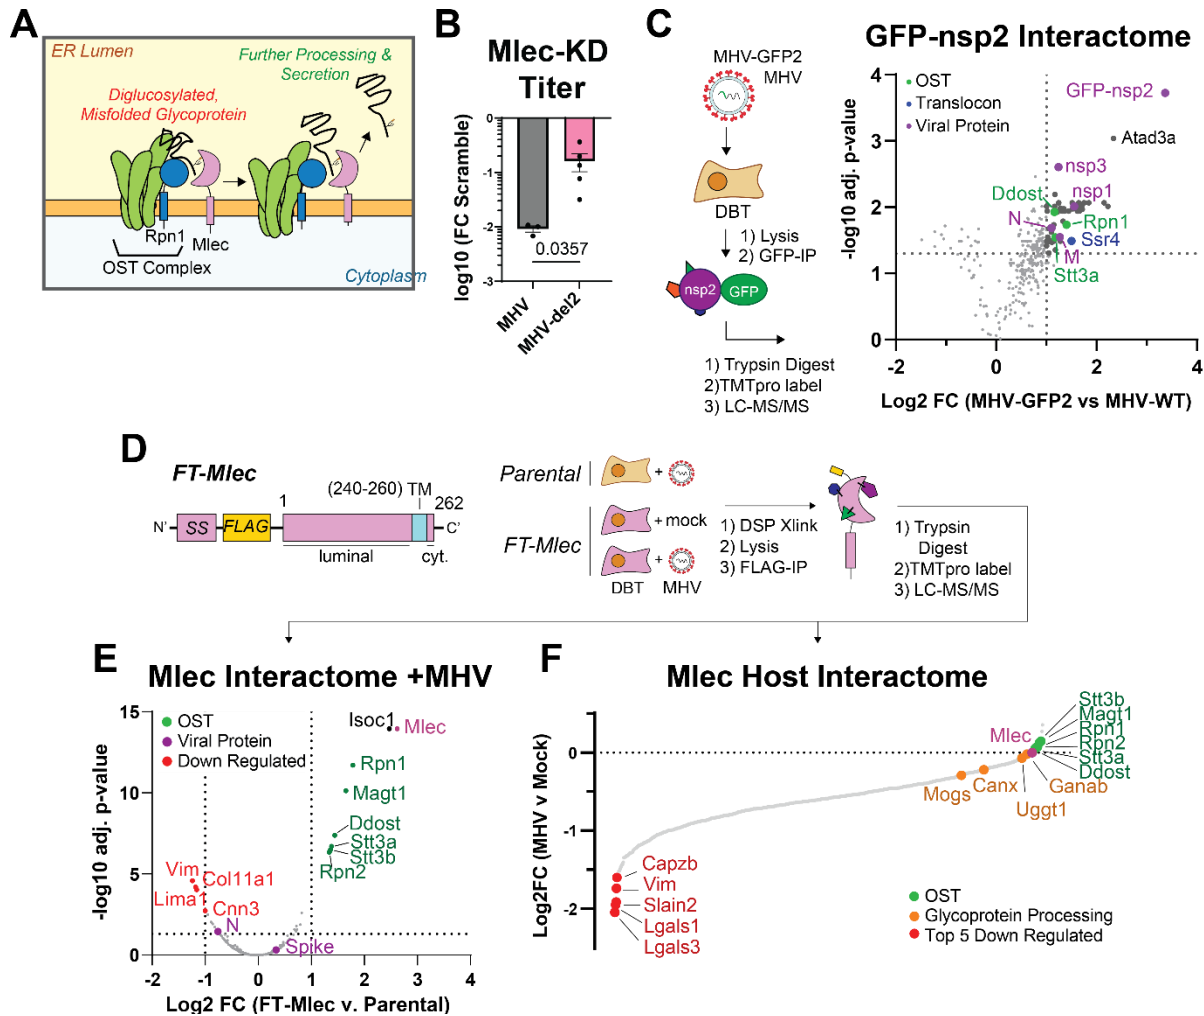 A
ER Lumen
Further Processing &
Secretion
Diglucosylated,
Misfolded Glycoprotein
Rpn1
Mlec
OST Complex
Cytoplasm
B
Mlec-KD
Titer
log10 (FC Scramble)
0
-1
-2
-3
0.0357
MHV
MHV-del2
C
MHV-GFP2
MHV
DBT
1) Lysis
2) GFP-IP
nsp2
GFP
1) Trypsin Digest
2)TMTpro label
3) LC-MS/MS
GFP-nsp2 Interactome
-log10 adj. p-value
4
3
2
1
0
OST
Translocon
Viral Protein
GFP-nsp2
Atad3a
nsp3
Ddost
nsp1
N
Rpn1
Ssr4
M
Stt3a
-2
0
2
4
Log2 FC (MHV-GFP2 vs MHV-WT)
D
FT-Mlec
(240-260) TM
1
262
N'
SS
FLAG
C'
luminal
cyt.
Parental
+
FT-Mlec
+ mock
+
DBT
MHV
1) DSP Xlink
2) Lysis
3) FLAG-IP
1) Trypsin
Digest
2)TMTpro label
3) LC-MS/MS
E
Mlec Interactome +MHV
-log10 adj. p-value
15
10
5
0
OST
Viral Protein
Down Regulated
Isoc1
Mlec
Rpn1
Magt1
Ddost
Stt3a
Stt3b
Rpn2
Vim
Col11a1
Lima1
Cnn3
N
Spike
-2
-1
0
1
2
3
4
Log2 FC (FT-Mlec v. Parental)
F
Mlec Host Interactome
Log2FC (MHV v Mock)
0
-1
-2
Stt3b
Magt1
Rpn1
Rpn2
Stt3a
Ddost
Mlec
Mogs
Canx
Ganab
Uggt1
Capzb
Vim
Slain2
Lgals1
Lgals3
OST
Glycoprotein Processing
Top 5 Down Regulated